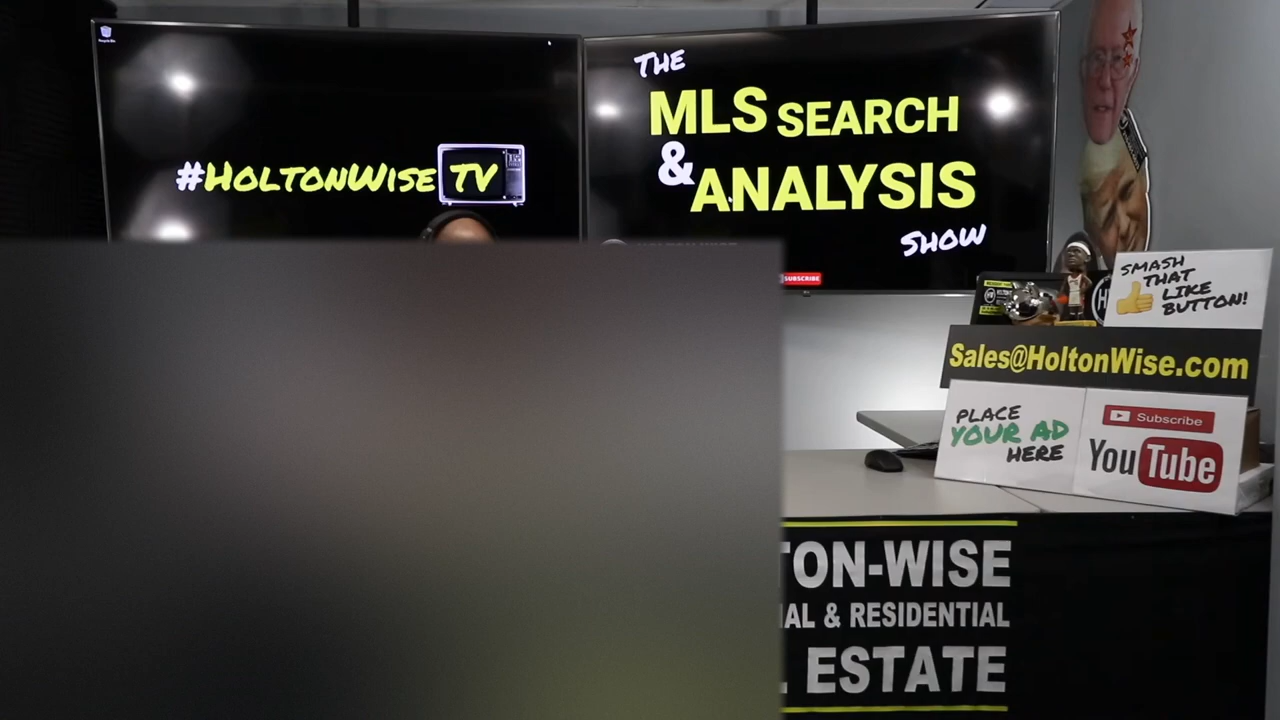 #HOLTONWISE TV
THE
MLS SEARCH
& ANALYSIS
SHOW
SUBSCRIBE
SMASH
THAT
LIKE
BUTTON!
Sales@HoltonWise.com
PLACE
YOUR AD
HERE
Subscribe
YouTube
TON-WISE
IAL & RESIDENTIAL
ESTATE